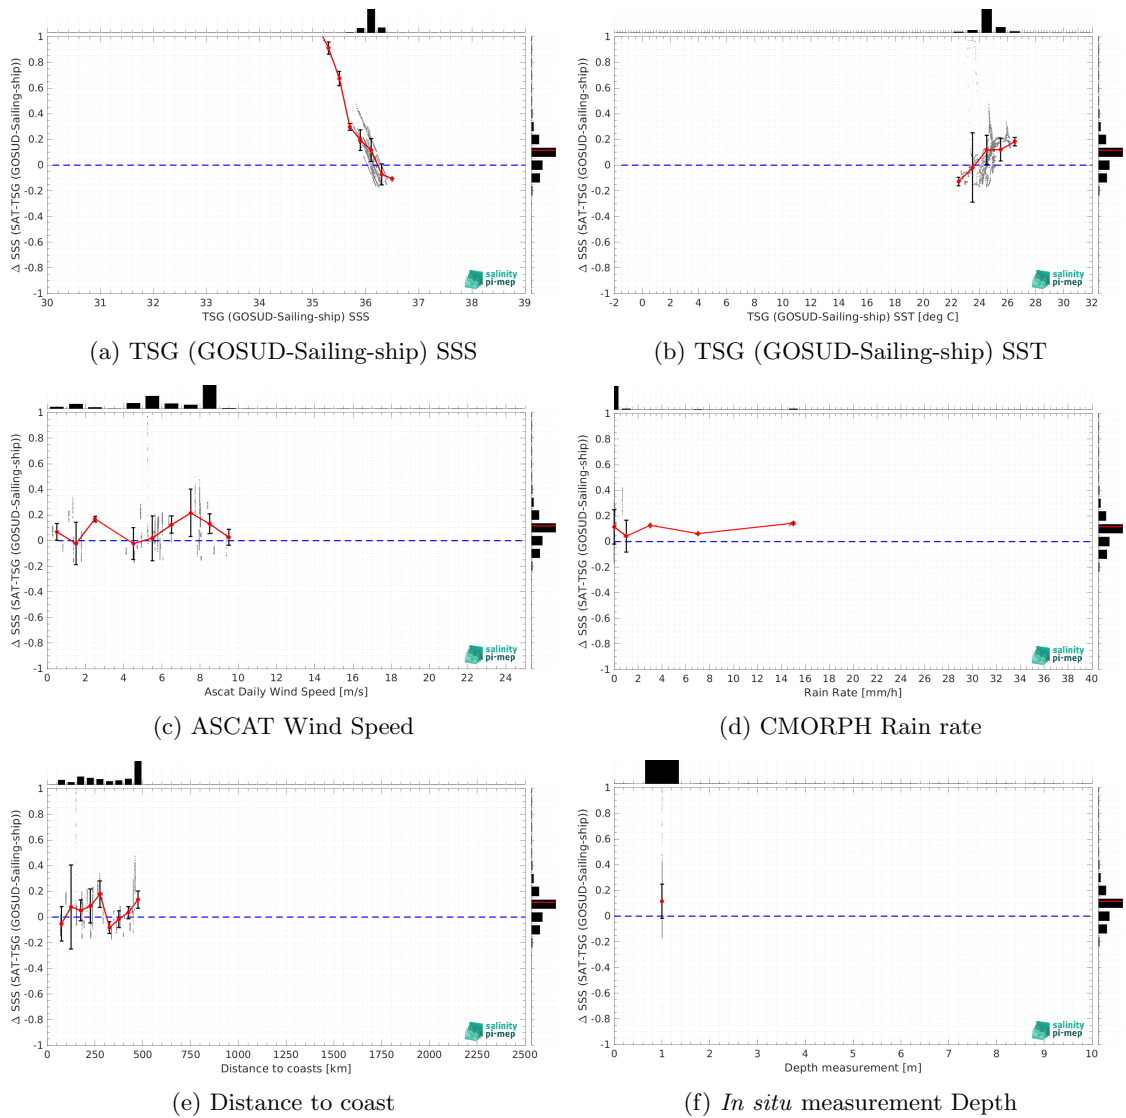 Δ SSS (SAT-TSG (GOSUD-Sailing-ship))
1
0.8
0.6
0.4
0.2
0
-0.2
-0.4
-0.6
-0.8
-1
30 31 32 33 34 35 36 37 38 39
TSG (GOSUD-Sailing-ship) SSS
salinity
pi-mep
(a) TSG (GOSUD-Sailing-ship) SSS
Δ SSS (SAT-TSG (GOSUD-Sailing-ship))
1
0.8
0.6
0.4
0.2
0
-0.2
-0.4
-0.6
-0.8
-1
-2 0 2 4 6 8 10 12 14 16 18 20 22 24 26 28 30 32
TSG (GOSUD-Sailing-ship) SST [deg C]
salinity
pi-mep
(b) TSG (GOSUD-Sailing-ship) SST
Δ SSS (SAT-TSG (GOSUD-Sailing-ship))
1
0.8
0.6
0.4
0.2
0
-0.2
-0.4
-0.6
-0.8
-1
0 2 4 6 8 10 12 14 16 18 20 22 24
Ascat Daily Wind Speed [m/s]
salinity
pi-mep
(c) ASCAT Wind Speed
Δ SSS (SAT-TSG (GOSUD-Sailing-ship))
1
0.8
0.6
0.4
0.2
0
-0.2
-0.4
-0.6
-0.8
-1
0 2 4 6 8 10 12 14 16 18 20 22 24 26 28 30 32 34 36 38 40
Rain Rate [mm/h]
salinity
pi-mep
(d) CMORPH Rain rate
Δ SSS (SAT-TSG (GOSUD-Sailing-ship))
1
0.8
0.6
0.4
0.2
0
-0.2
-0.4
-0.6
-0.8
-1
0 250 500 750 1000 1250 1500 1750 2000 2250 2500
Distance to coasts [km]
salinity
pi-mep
(e) Distance to coast
Δ SSS (SAT-TSG (GOSUD-Sailing-ship))
1
0.8
0.6
0.4
0.2
0
-0.2
-0.4
-0.6
-0.8
-1
0 1 2 3 4 5 6 7 8 9 10
Depth measurement [m]
salinity
pi-mep
(f) In situ measurement Depth